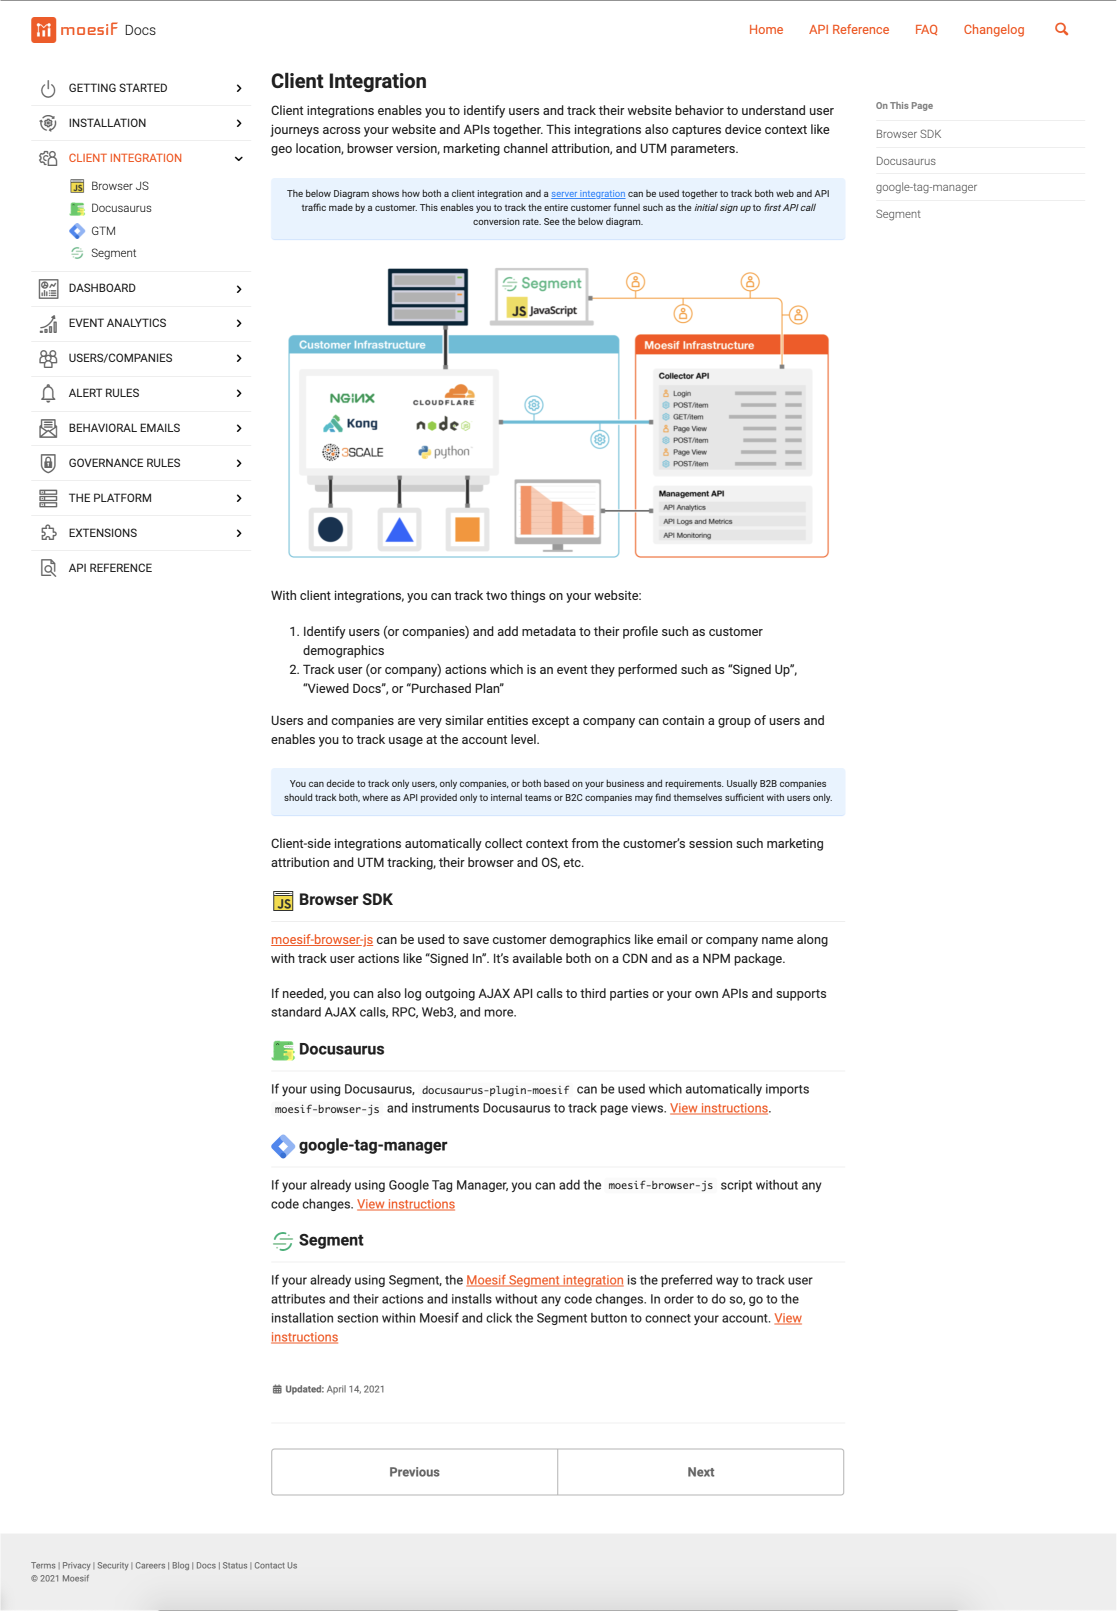 moesif Docs
Home
API Reference
FAQ
Changelog
GETTING STARTED
INSTALLATION
CLIENT INTEGRATION
Browser JS
Docusaurus
GTM
Segment
DASHBOARD
EVENT ANALYTICS
USERS/COMPANIES
ALERT RULES
BEHAVIORAL EMAILS
GOVERNANCE RULES
THE PLATFORM
EXTENSIONS
API REFERENCE
Client Integration
Client integrations enables you to identify users and track their website behavior to understand user
journeys across your website and APIs together. This integrations also captures device context like
geo location, browser version, marketing channel attribution, and UTM parameters.
The below Diagram shows how both a client integration and a server integration can be used together to track both web and API
traffic made by a customer. This enables you to track the entire customer funnel such as the initial sign up to first API call
conversion rate. See the below diagram.
Segment
JS JavaScript
Customer Infrastructure
NGINX
CLOUDFLARE
Kong
node JS
3SCALE
python
Moesif Infrastructure
Collector API
Login
POST/item
GET/item
Page View
POST/item
Page View
POST/item
Management API
API Analytics
API Logs and Metrics
API Monitoring
With client integrations, you can track two things on your website:
1. Identify users (or companies) and add metadata to their profile such as customer
demographics
2. Track user (or company) actions which is an event they performed such as “Signed Up”,
“Viewed Docs”, or “Purchased Plan”
Users and companies are very similar entities except a company can contain a group of users and
enables you to track usage at the account level.
You can decide to track only users, only companies, or both based on your business and requirements. Usually B2B companies
should track both, where as API provided only to internal teams or B2C companies may find themselves sufficient with users only.
Client-side integrations automatically collect context from the customer’s session such marketing
attribution and UTM tracking, their browser and OS, etc.
JS Browser SDK
moesif-browser-js can be used to save customer demographics like email or company name along
with track user actions like “Signed In”. It’s available both on a CDN and as a NPM package.
If needed, you can also log outgoing AJAX API calls to third parties or your own APIs and supports
standard AJAX calls, RPC, Web3, and more.
Docusaurus
If your using Docusaurus, docusaurus-plugin-moesif can be used which automatically imports
moesif-browser-js and instruments Docusaurus to track page views. View instructions.
google-tag-manager
If your already using Google Tag Manager, you can add the moesif-browser-js script without any
code changes. View instructions
Segment
If your already using Segment, the Moesif Segment integration is the preferred way to track user
attributes and their actions and installs without any code changes. In order to do so, go to the
installation section within Moesif and click the Segment button to connect your account. View
instructions
Updated: April 14, 2021
Previous
Next
On This Page
Browser SDK
Docusaurus
google-tag-manager
Segment
Terms | Privacy | Security | Careers | Blog | Docs | Status | Contact Us
© 2021 Moesif